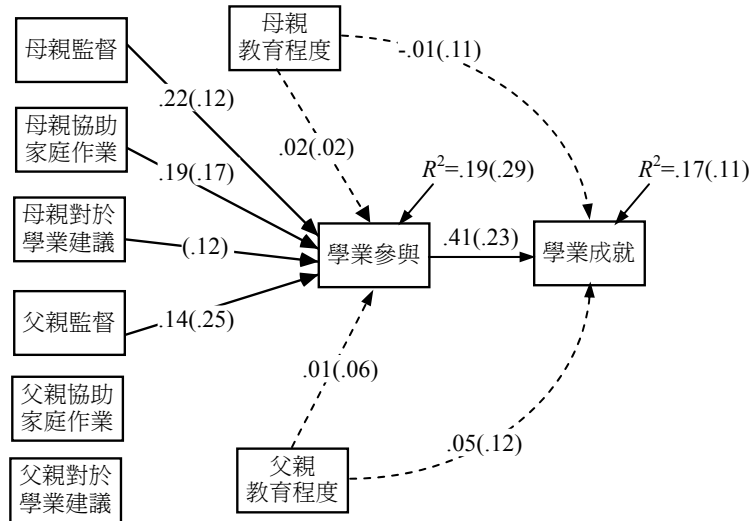 母親監督
母親協助
家庭作業
母親對於
學業建議
父親監督
父親協助
家庭作業
父親對於
學業建議
母親
教育程度
-.01(.11)
.22(.12)
.02(.02)
.19(.17)
R²=.19(.29)
R²=.17(.11)
(.12)
學業參與
.41(.23)
學業成就
.14(.25)
.01(.06)
.05(.12)
父親
教育程度